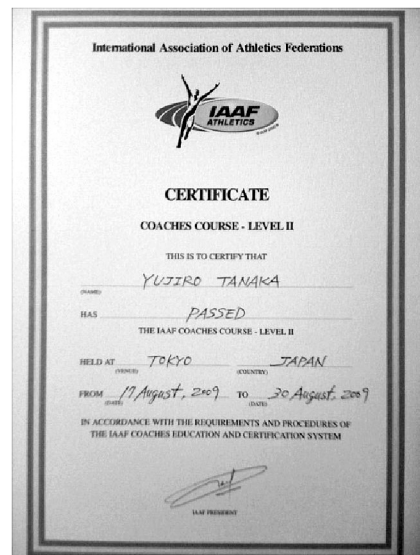 International Association of Athletics Federations
IAAF
ATHLETICS
CERTIFICATE
COACHES COURSE - LEVEL II
THIS IS TO CERTIFY THAT
YUJIRO TANAKA
(NAME)
HAS PASSED
THE IAAF COACHES COURSE - LEVEL II
HELD AT TOKYO JAPAN
(VENUE) (COUNTRY)
FROM 17 August, 2009 TO 30 August, 2009
(DATE) (DATE)
IN ACCORDANCE WITH THE REQUIREMENTS AND PROCEDURES OF
THE IAAF COACHES EDUCATION AND CERTIFICATION SYSTEM
IAAF PRESIDENT